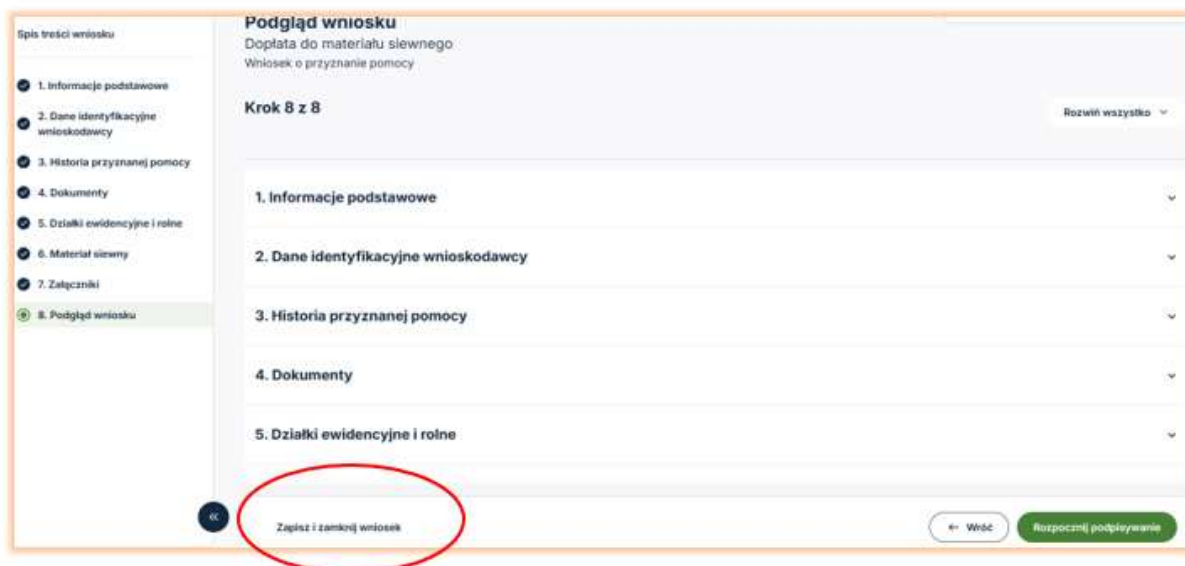 Spis treści wniosku
1. Informacje podstawowe
2. Dane identyfikacyjne
wnioskodawcy
3. Historia przyznanej pomocy
4. Dokumenty
5. Działki ewidencyjne i rolne
6. Materiał siewny
7. Załączniki
8. Podgląd wniosku
Podgląd wniosku
Dopłata do materiału siewnego
Wniosek o przyznanie pomocy
Krok 8 z 8
Rozwiń wszystko
1. Informacje podstawowe
2. Dane identyfikacyjne wnioskodawcy
3. Historia przyznanej pomocy
4. Dokumenty
5. Działki ewidencyjne i rolne
Zapisz i zamknij wniosek
Wróć
Rozpocznij podpisywanie